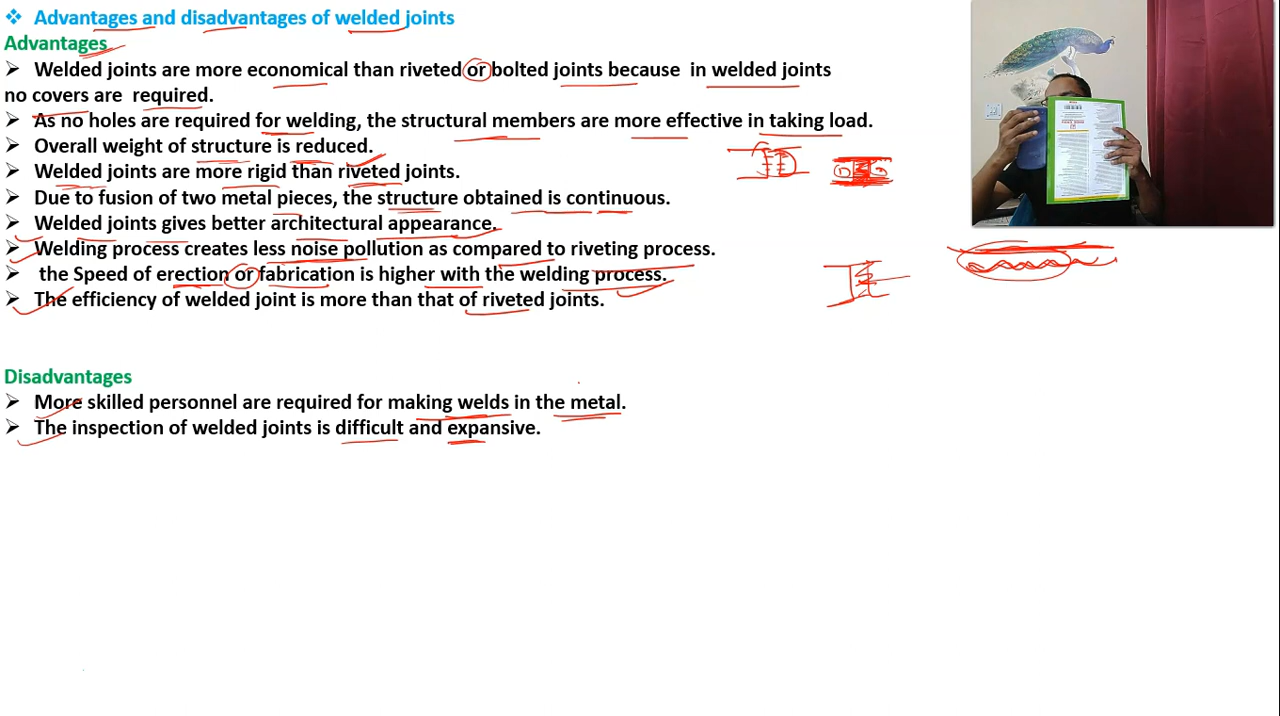 ❖ Advantages and disadvantages of welded joints
Advantages
➤ Welded joints are more economical than riveted or bolted joints because in welded joints
no covers are required.
➤ As no holes are required for welding, the structural members are more effective in taking load.
➤ Overall weight of structure is reduced.
➤ Welded joints are more rigid than riveted joints.
➤ Due to fusion of two metal pieces, the structure obtained is continuous.
➤ Welded joints gives better architectural appearance.
➤ Welding process creates less noise pollution as compared to riveting process.
➤ the Speed of erection or fabrication is higher with the welding process.
➤ The efficiency of welded joint is more than that of riveted joints.
Disadvantages
➤ More skilled personnel are required for making welds in the metal.
➤ The inspection of welded joints is difficult and expansive.